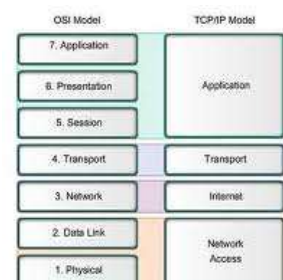 OSI Model
TCP/IP Model
7. Application
6. Presentation
5. Session
Application
4. Transport
Transport
3. Network
Internet
2. Data Link
1. Physical
Network
Access